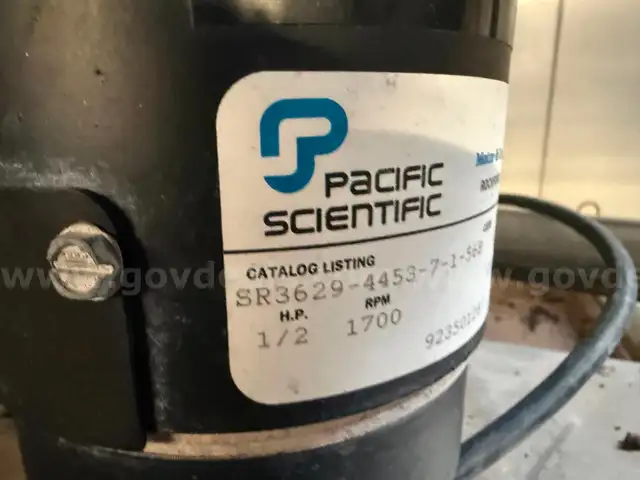 PACIFIC
SCIENTIFIC
CATALOG LISTING
SR3629-4453-7-1-56B
H.P.
RPM
1/2
1700